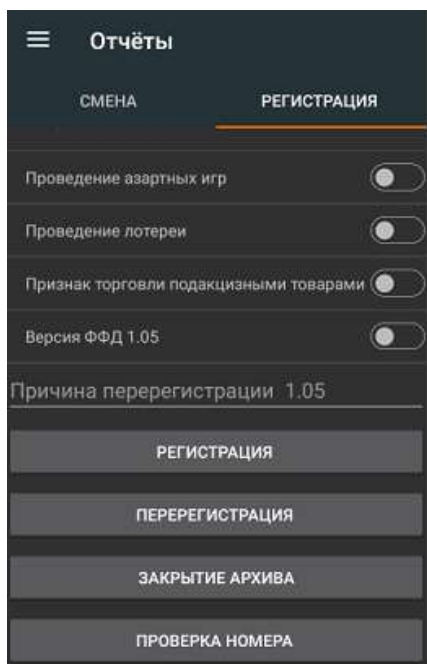 Отчёты
СМЕНА РЕГИСТРАЦИЯ
Проведение азартных игр
Проведение лотереи
Признак торговли подакцизными товарами
Версия ФФД 1.05
Причина перерегистрации 1.05
РЕГИСТРАЦИЯ
ПЕРЕРЕГИСТРАЦИЯ
ЗАКРЫТИЕ АРХИВА
ПРОВЕРКА НОМЕРА